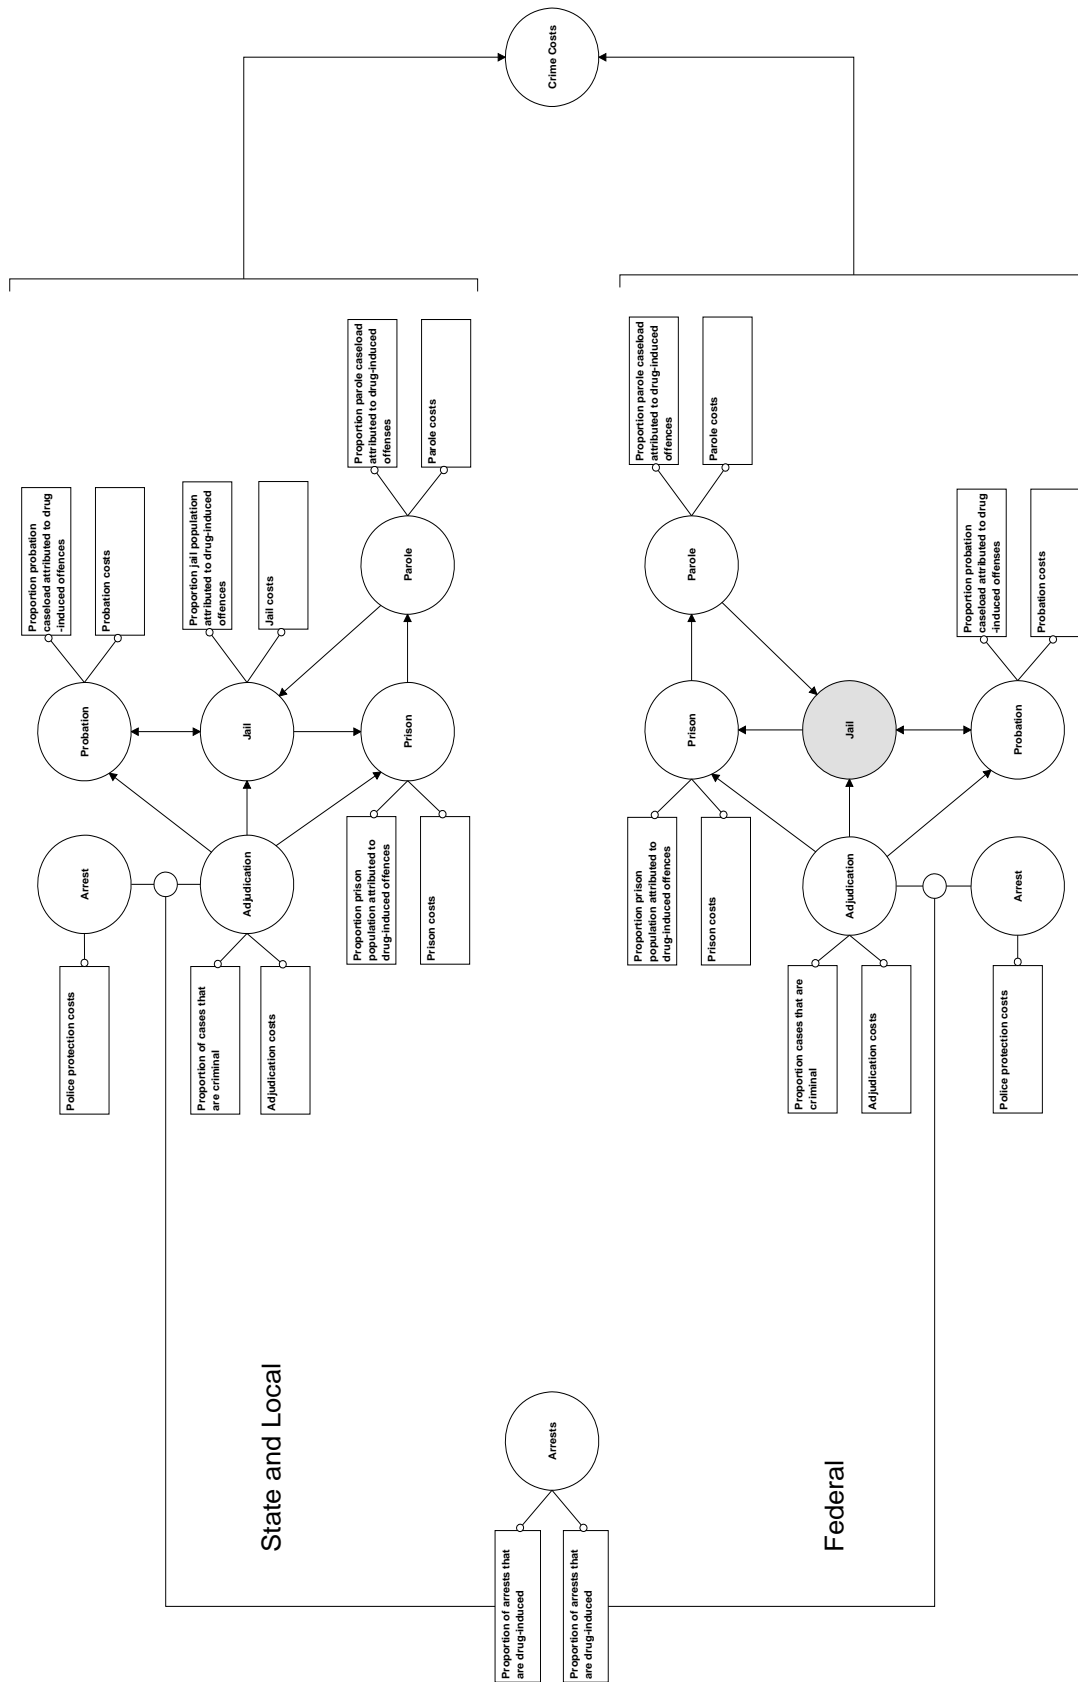 State and Local
Proportion of arrests that
are drug-induced
Proportion of arrests that
are drug-induced
Arrests
Police protection costs
Arrest
Proportion of cases that
are criminal
Adjudication costs
Adjudication
Probation
Proportion probation
caseload attributed to drug
-induced offences
Probation costs
Jail
Proportion jail population
attributed to drug-induced
offences
Jail costs
Proportion prison
population attributed to
drug-induced offences
Prison costs
Prison
Parole
Proportion parole caseload
attributed to drug-induced
offenses
Parole costs
Crime Costs
Federal
Proportion prison
population attributed to
drug-induced offences
Prison costs
Prison
Parole
Proportion parole caseload
attributed to drug-induced
offences
Parole costs
Proportion cases that are
criminal
Adjudication costs
Adjudication
Jail
Police protection costs
Arrest
Probation
Proportion probation
caseload attributed to drug
-induced offenses
Probation costs